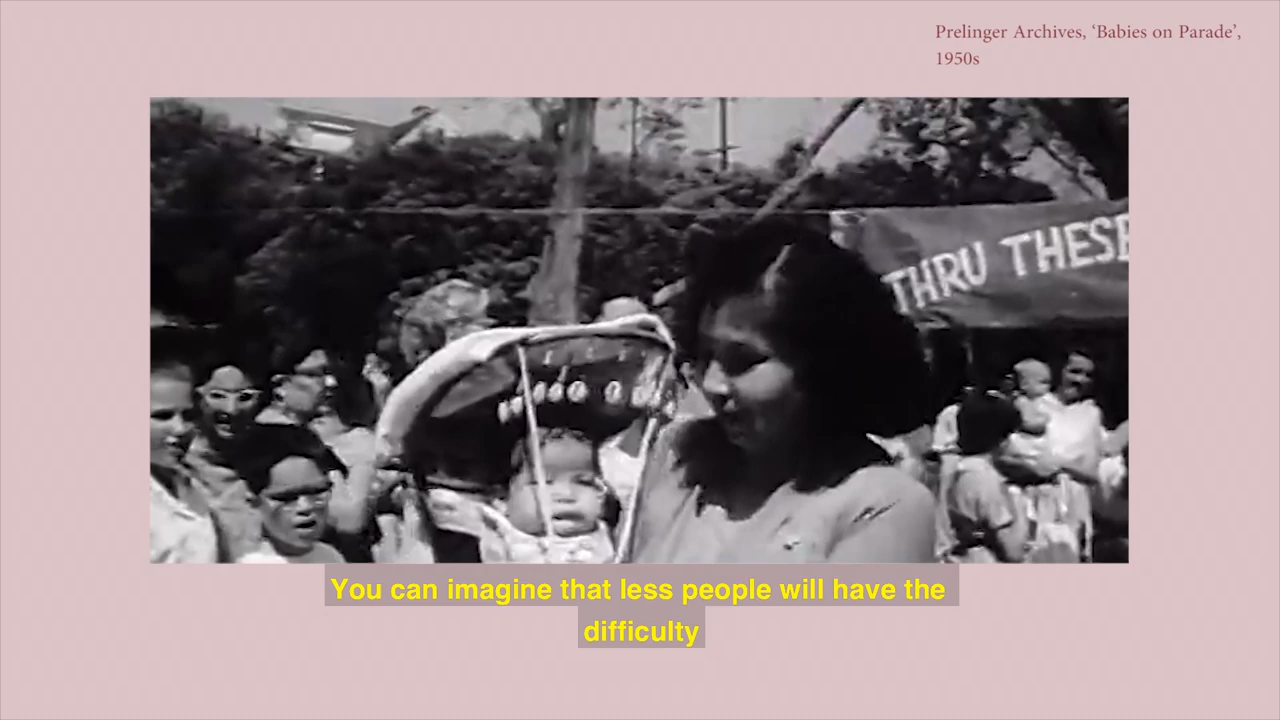 Prelinger Archives, ‘Babies on Parade’,
1950s
THRU THESE
You can imagine that less people will have the
difficulty